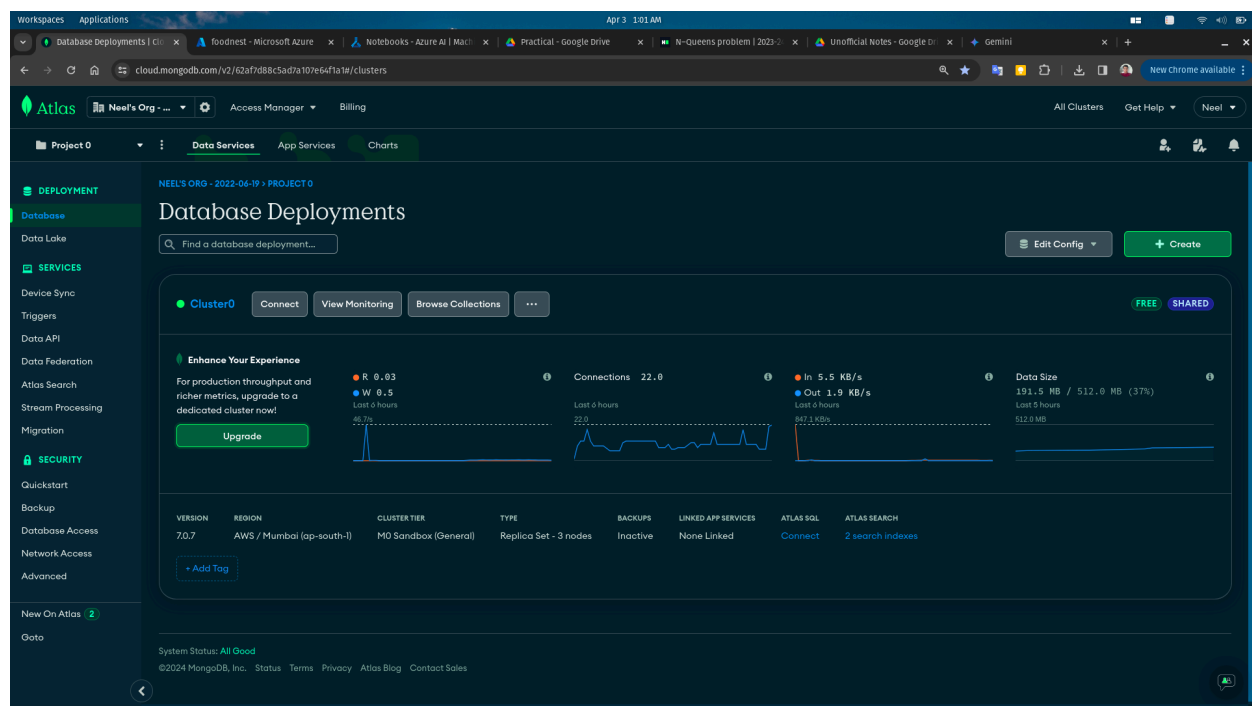 Workspaces Applications Apr 3 1:01 AM
Database Deployments | Clo foodnest - Microsoft Azure Notebooks - Azure AI | Mach Practical - Google Drive N-Queens problem | 2023-2 Unofficial Notes - Google Dri Gemini
cloud.mongodb.com/v2/62af7d88c5ad7a107e64f1a1#/clusters New Chrome available
Atlas Neel's Org - ... Access Manager Billing All Clusters Get Help Neel
Project 0 Data Services App Services Charts
DEPLOYMENT
Database
Data Lake
SERVICES
Device Sync
Triggers
Data API
Data Federation
Atlas Search
Stream Processing
Migration
SECURITY
Quickstart
Backup
Database Access
Network Access
Advanced
New On Atlas 2
Goto
NEEL'S ORG - 2022-06-19 > PROJECT 0
Database Deployments
Find a database deployment...
Edit Config + Create
Cluster0 Connect View Monitoring Browse Collections ... FREE SHARED
Enhance Your Experience
For production throughput and
richer metrics, upgrade to a
dedicated cluster now!
Upgrade
R 0.03
W 0.5
Last 6 hours
46.7/s
Connections 22.0
Last 6 hours
22.0
In 5.5 KB/s
Out 1.9 KB/s
Last 6 hours
847.1 KB/s
Data Size
191.5 MB / 512.0 MB (37%)
Last 5 hours
512.0 MB
VERSION REGION CLUSTER TIER TYPE BACKUPS LINKED APP SERVICES ATLAS SQL ATLAS SEARCH
7.0.7 AWS / Mumbai (ap-south-1) M0 Sandbox (General) Replica Set - 3 nodes Inactive None Linked Connect 2 search indexes
+ Add Tag
System Status: All Good
©2024 MongoDB, Inc. Status Terms Privacy Atlas Blog Contact Sales